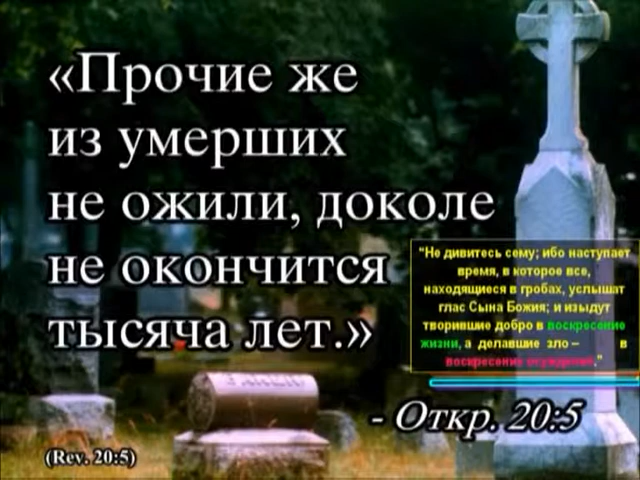 «Прочие же
из умерших
не ожили, доколе
не окончится
тысяча лет.»
"Не дивитесь сему; ибо наступает
время, в которое все,
находящиеся в гробах, услышат
глас Сына Божия; и изыдут
творившие добро в воскресение
жизни, а делавшие зло – в
воскресение осуждения."
- Откр. 20:5
(Rev. 20:5)